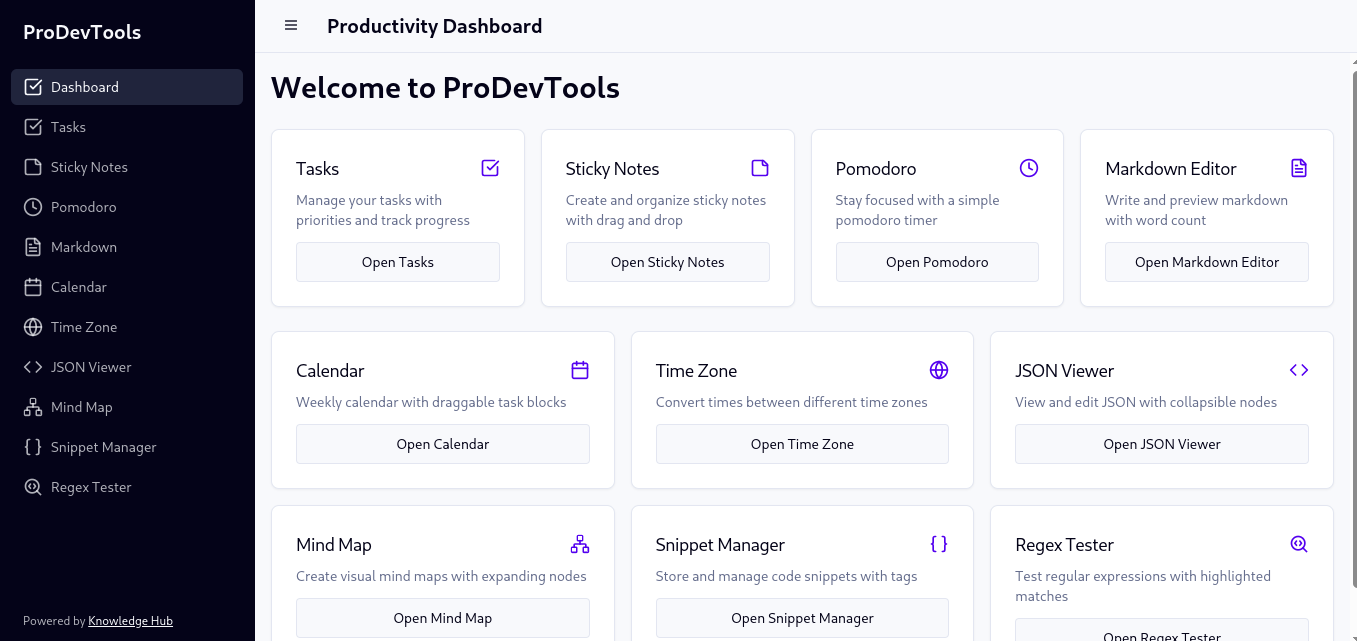 ProDevTools
Dashboard
Tasks
Sticky Notes
Pomodoro
Markdown
Calendar
Time Zone
JSON Viewer
Mind Map
Snippet Manager
Regex Tester
Powered by Knowledge Hub
Productivity Dashboard
Welcome to ProDevTools
Tasks
Manage your tasks with
priorities and track progress
Open Tasks
Sticky Notes
Create and organize sticky notes
with drag and drop
Open Sticky Notes
Pomodoro
Stay focused with a simple
pomodoro timer
Open Pomodoro
Markdown Editor
Write and preview markdown
with word count
Open Markdown Editor
Calendar
Weekly calendar with draggable task blocks
Open Calendar
Time Zone
Convert times between different time zones
Open Time Zone
JSON Viewer
View and edit JSON with collapsible nodes
Open JSON Viewer
Mind Map
Create visual mind maps with expanding nodes
Open Mind Map
Snippet Manager
Store and manage code snippets with tags
Open Snippet Manager
Regex Tester
Test regular expressions with highlighted
matches
Open Regex Tester